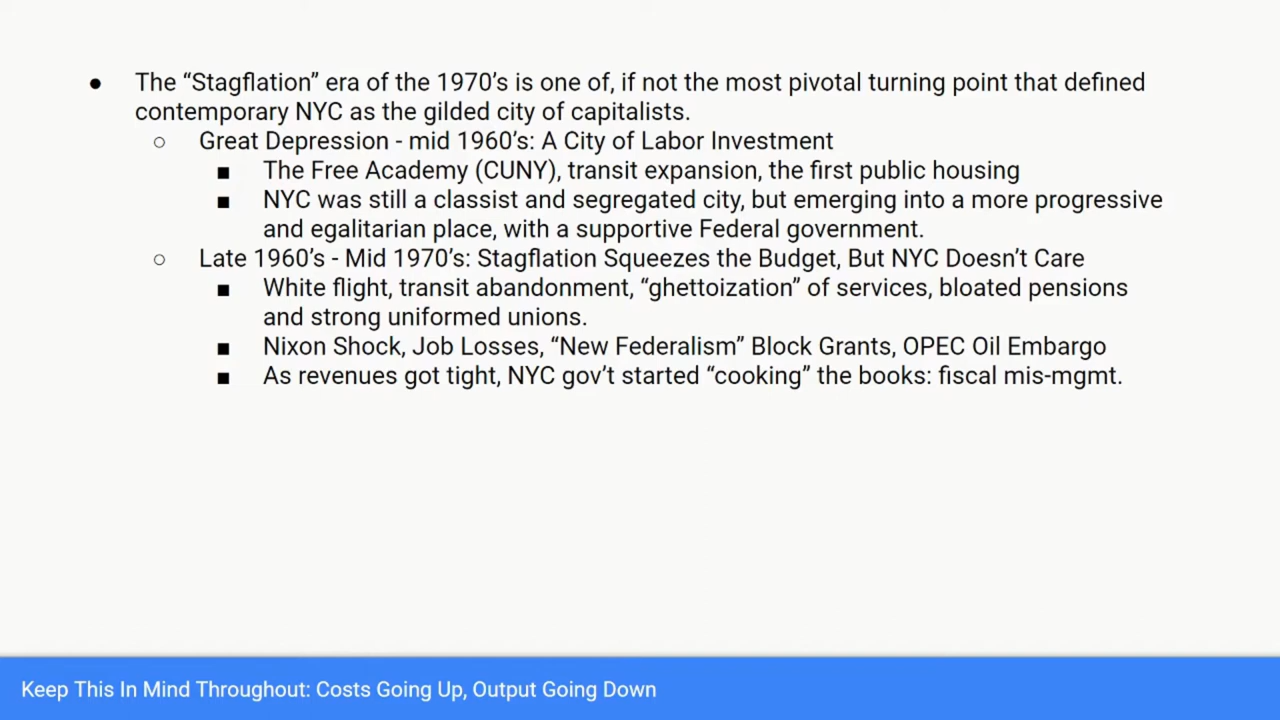 ● The “Stagflation” era of the 1970’s is one of, if not the most pivotal turning point that defined
contemporary NYC as the gilded city of capitalists.
○ Great Depression - mid 1960’s: A City of Labor Investment
■ The Free Academy (CUNY), transit expansion, the first public housing
■ NYC was still a classist and segregated city, but emerging into a more progressive
and egalitarian place, with a supportive Federal government.
○ Late 1960’s - Mid 1970’s: Stagflation Squeezes the Budget, But NYC Doesn’t Care
■ White flight, transit abandonment, “ghettoization” of services, bloated pensions
and strong uniformed unions.
■ Nixon Shock, Job Losses, “New Federalism” Block Grants, OPEC Oil Embargo
■ As revenues got tight, NYC gov’t started “cooking” the books: fiscal mis-mgmt.
Keep This In Mind Throughout: Costs Going Up, Output Going Down